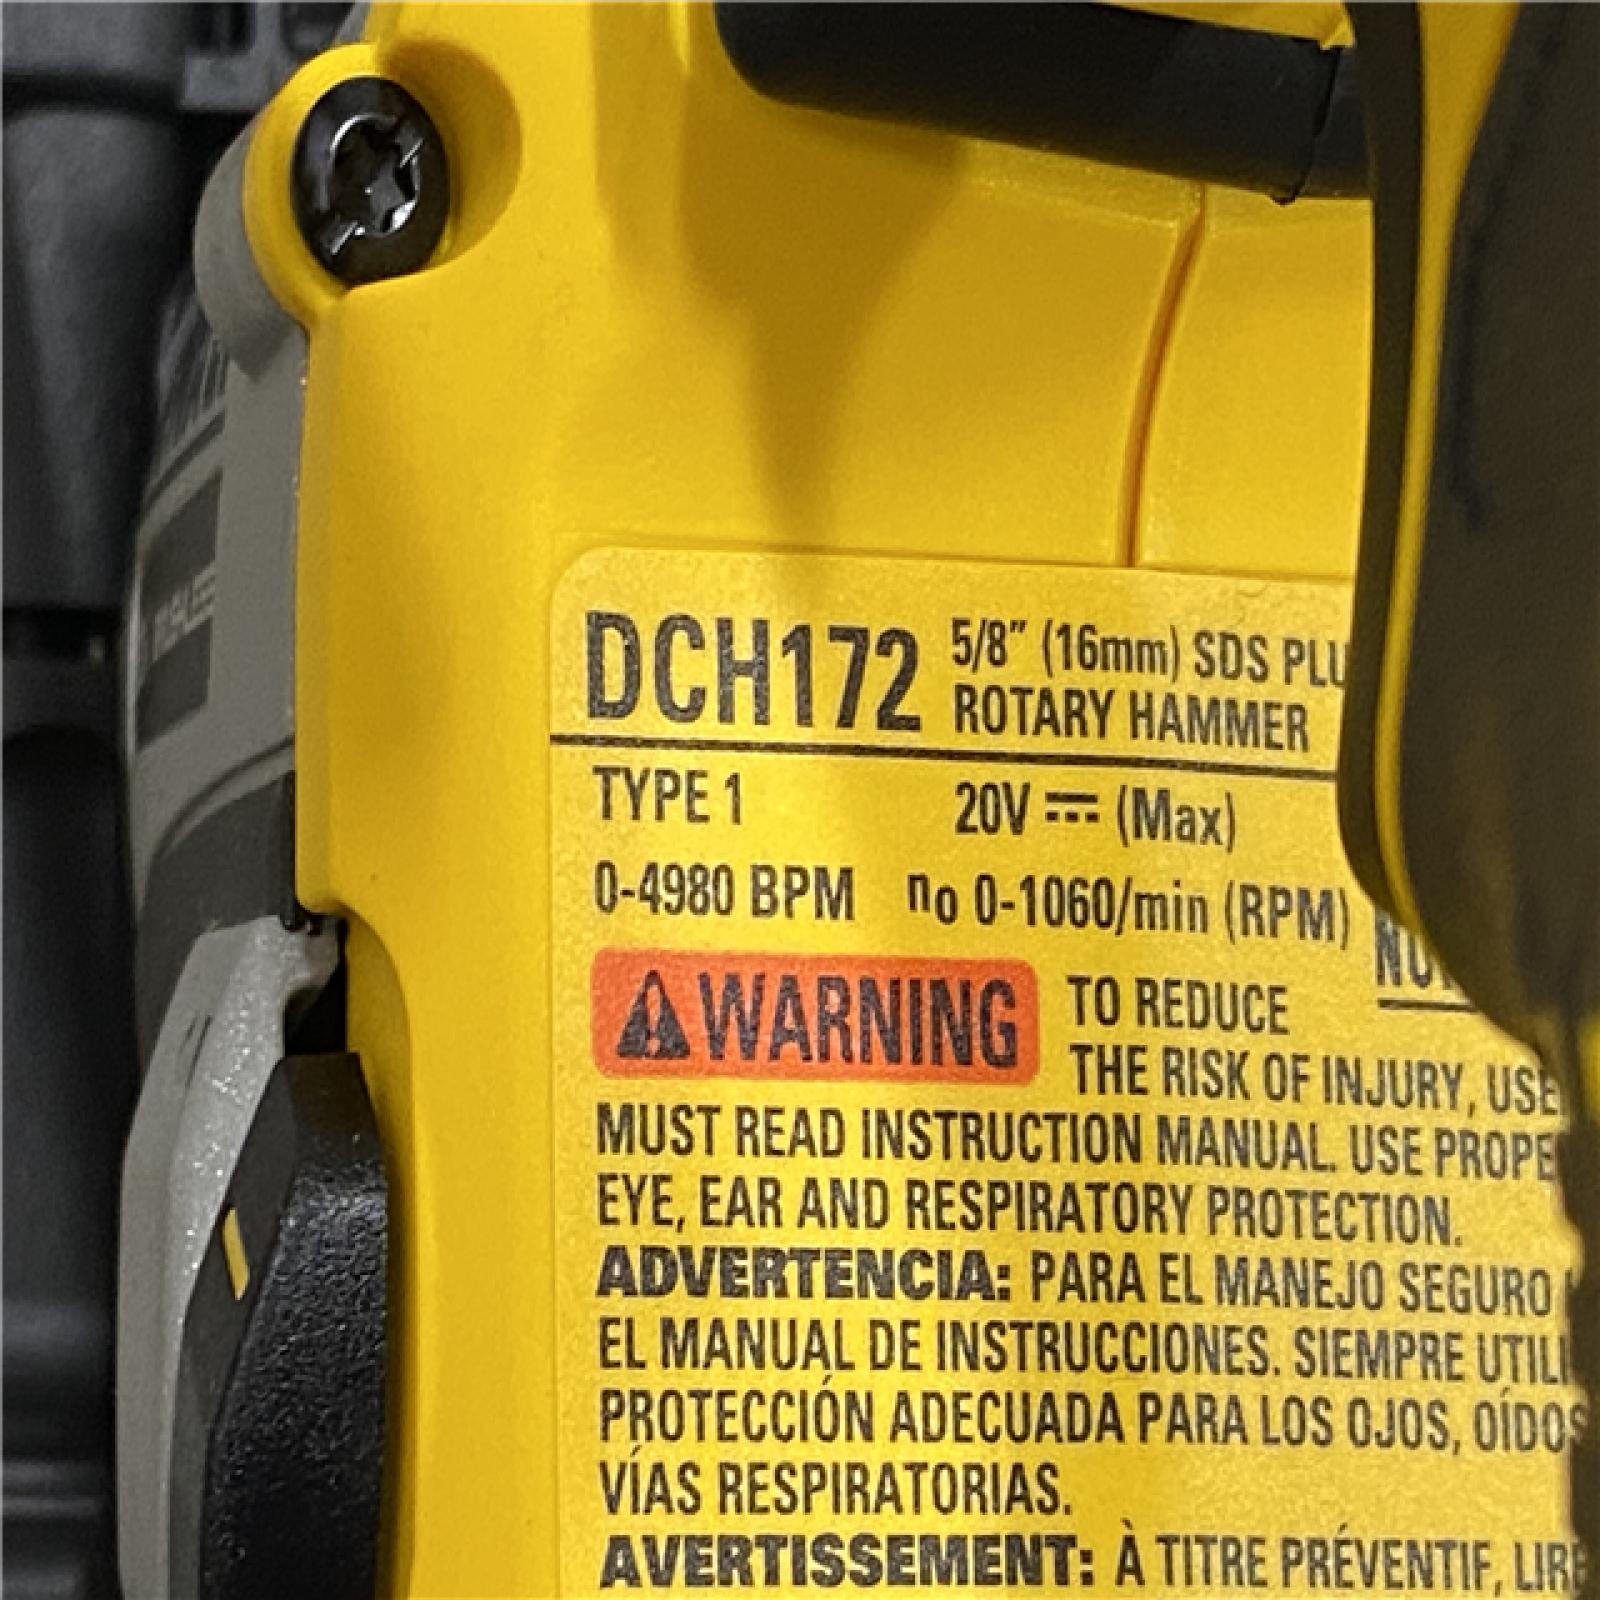 DCH172 5/8" (16mm) SDS PLU
ROTARY HAMMER
TYPE 1 20V ⎓ (Max)
0-4980 BPM no 0-1060/min (RPM)
⚠WARNING TO REDUCE
THE RISK OF INJURY, USE
MUST READ INSTRUCTION MANUAL. USE PROPE
EYE, EAR AND RESPIRATORY PROTECTION.
ADVERTENCIA: PARA EL MANEJO SEGURO
EL MANUAL DE INSTRUCCIONES. SIEMPRE UTILI
PROTECCIÓN ADECUADA PARA LOS OJOS, OÍDOS
VÍAS RESPIRATORIAS.
AVERTISSEMENT: À TITRE PRÉVENTIF, LIRE